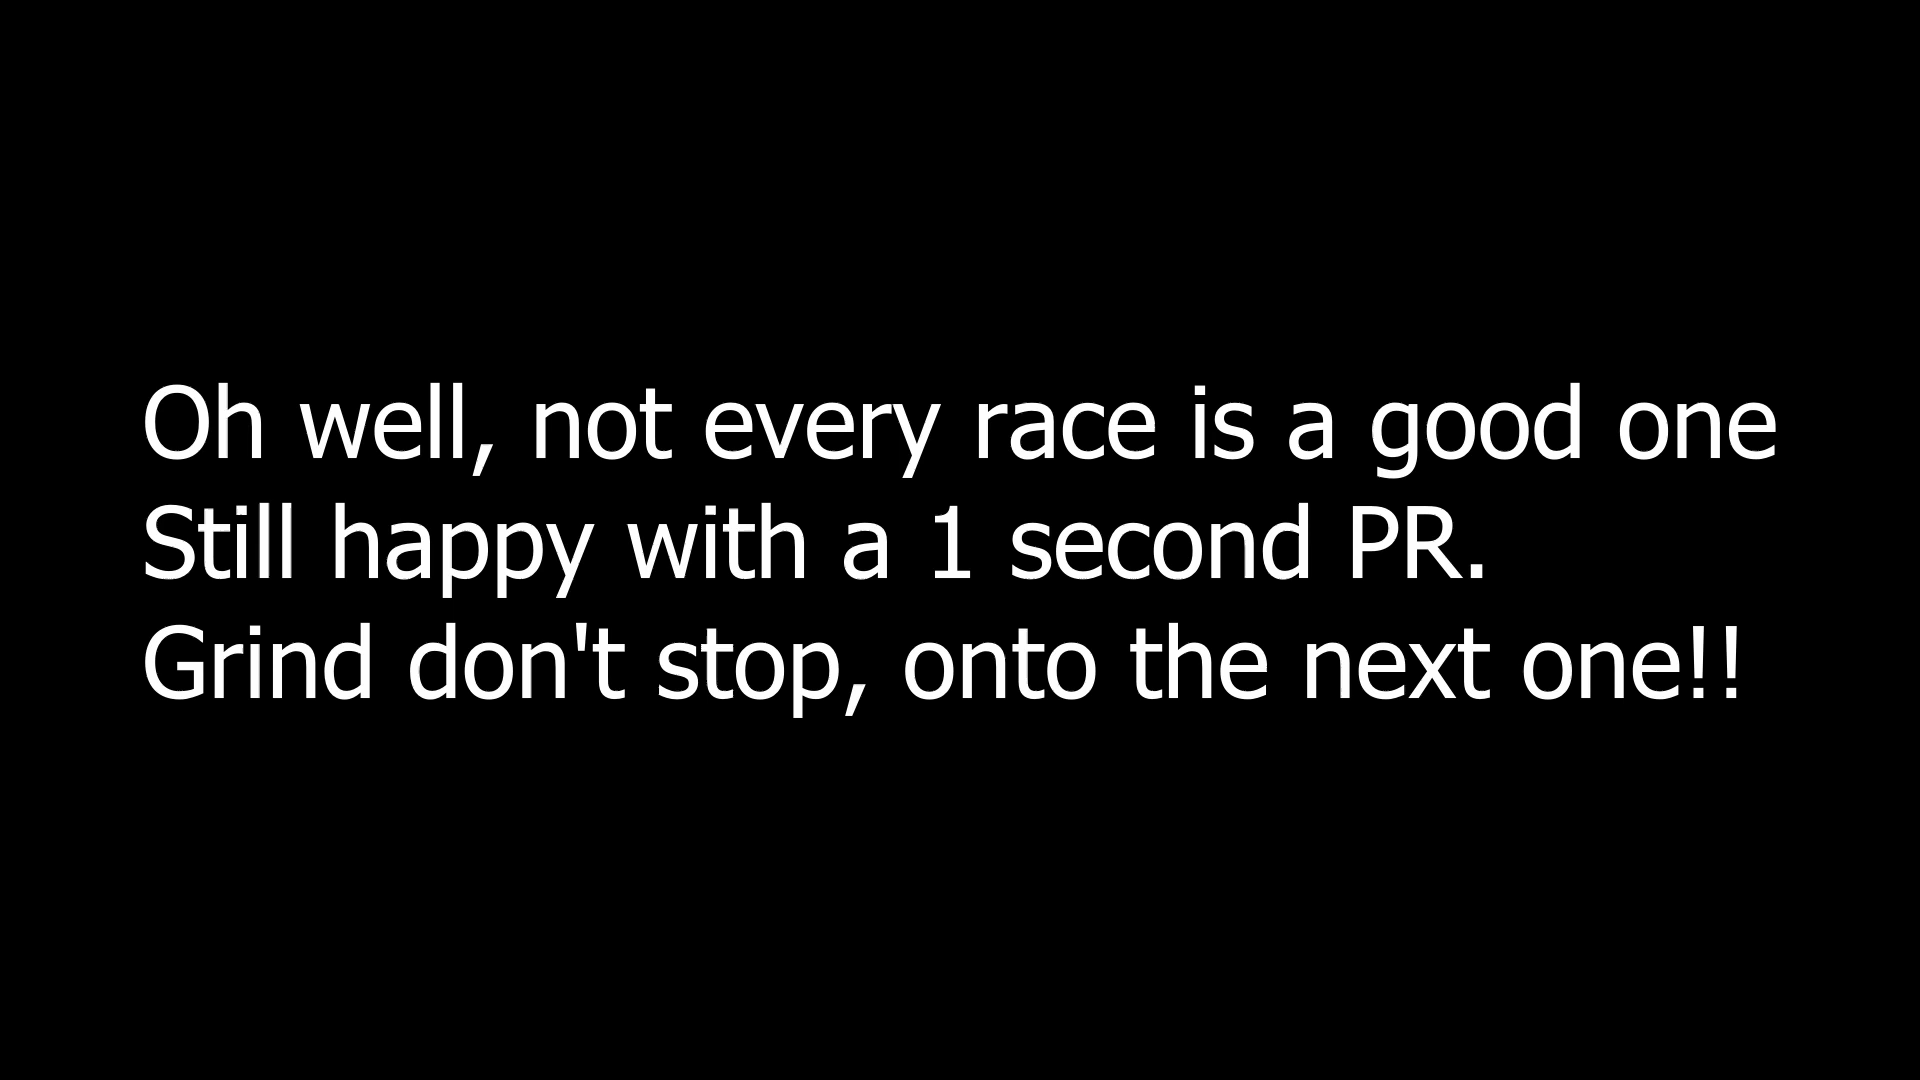 Oh well, not every race is a good one
Still happy with a 1 second PR.
Grind don't stop, onto the next one!!